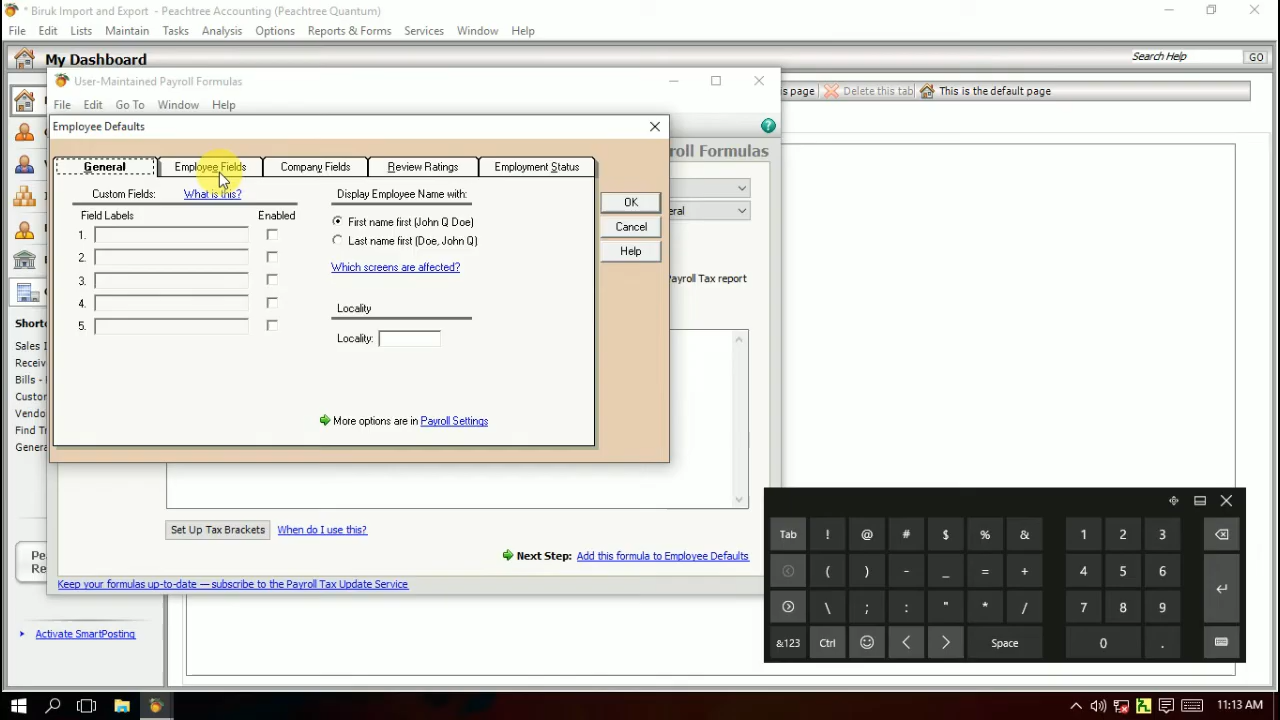 * Biruk Import and Export - Peachtree Accounting (Peachtree Quantum)
File Edit Lists Maintain Tasks Analysis Options Reports & Forms Services Window Help
My Dashboard
Search Help GO
User-Maintained Payroll Formulas
s page Delete this tab This is the default page
File Edit Go To Window Help
Employee Defaults
roll Formulas
General Employee Fields Company Fields Review Ratings Employment Status
Custom Fields: What is this? Display Employee Name with:
OK
Field Labels Enabled First name first (John Q Doe)
eral
Cancel
1. Last name first (Doe, John Q)
Help
2. Which screens are affected?
3. Payroll Tax report
4. Locality
5. Locality:
Shor
Sales I
Receiv
Bills -
Custor
Vendo
Find Tr
Genera
More options are in Payroll Settings
Set Up Tax Brackets When do I use this?
Next Step: Add this formula to Employee Defaults
Pe
Re
Keep your formulas up-to-date — subscribe to the Payroll Tax Update Service
Activate SmartPosting
Tab ! @ # $ % & 1 2 3
( ) - _ = + 4 5 6
\ ; : " * / 7 8 9
&123 Ctrl < > Space 0 .
11:13 AM